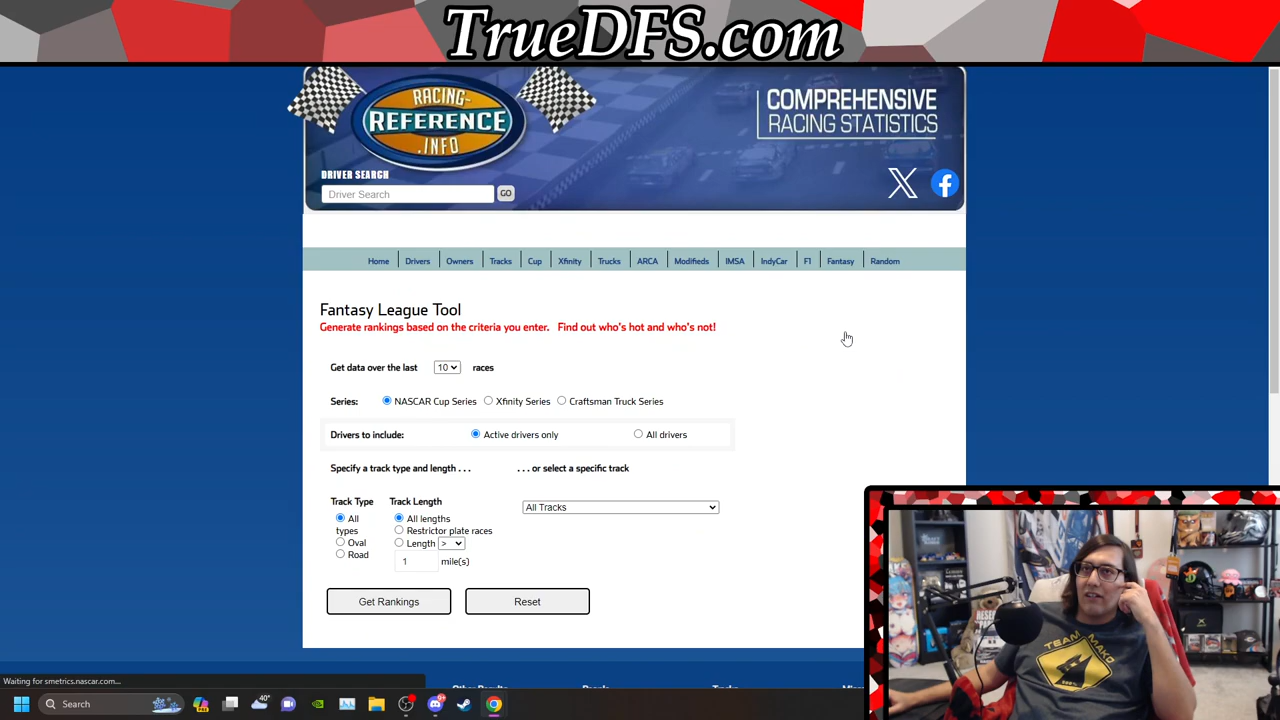 TrueDFS.com
RACING-
REFERENCE
.INFO
COMPREHENSIVE
RACING STATISTICS
DRIVER SEARCH
Driver Search
GO
Home
Drivers
Owners
Tracks
Cup
Xfinity
Trucks
ARCA
Modifieds
IMSA
IndyCar
F1
Fantasy
Random
Fantasy League Tool
Generate rankings based on the criteria you enter. Find out who's hot and who's not!
Get data over the last 10 races
Series: NASCAR Cup Series Xfinity Series Craftsman Truck Series
Drivers to include: Active drivers only All drivers
Specify a track type and length . . . . . . or select a specific track
Track Type Track Length
All Tracks
All types
All lengths
Restrictor plate races
Oval
Length >
Road
1 mile(s)
Get Rankings
Reset
TEAM MAKO
Waiting for smetrics.nascar.com...
Search
40°